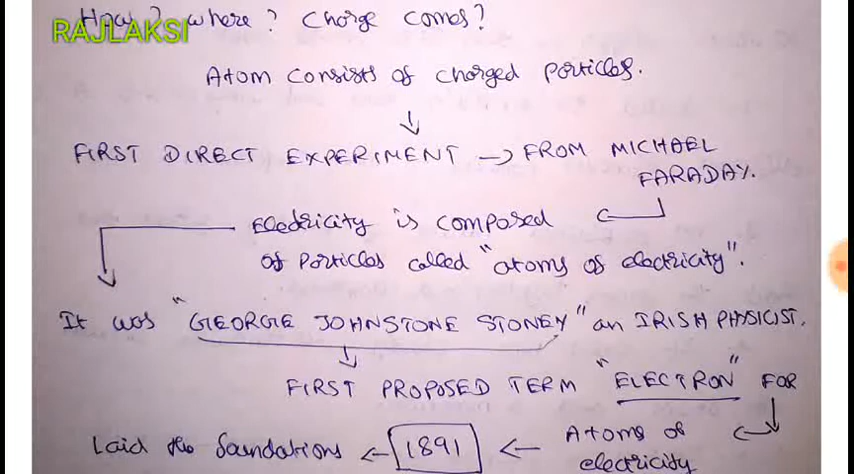 How? where? Charge comes?
RAJLAKSI
Atom consists of charged particles.
FIRST DIRECT EXPERIMENT → FROM MICHAEL
FARADAY.
Electricity is composed
of particles called "atoms of electricity".
It was "GEORGE JOHNSTONE STONEY" an IRISH PHYSICIST.
FIRST PROPOSED TERM "ELECTRON" FOR
Laid the foundations ← 1891 ← Atoms of
electricity